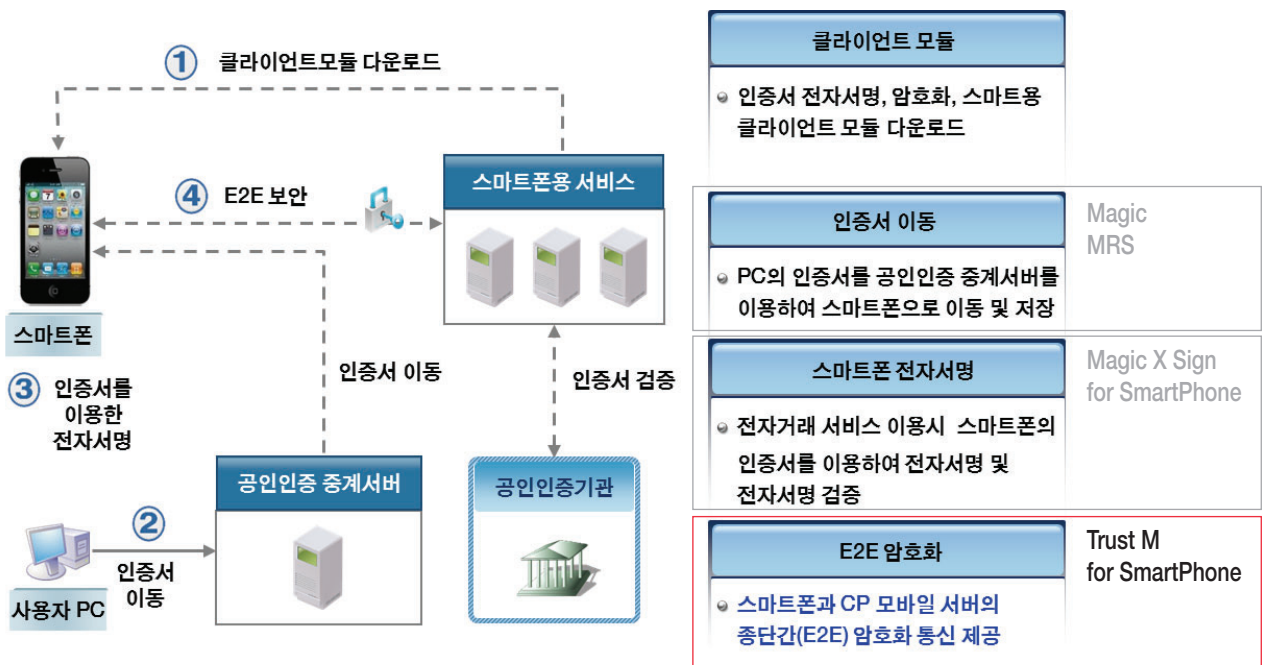 ① 클라이언트모듈 다운로드
④ E2E 보안
스마트폰
③ 인증서를
이용한
전자서명
스마트폰용 서비스
인증서 이동
인증서 검증
공인인증 중계서버
공인인증기관
②
인증서
이동
사용자 PC
클라이언트 모듈
인증서 전자서명, 암호화, 스마트용
클라이언트 모듈 다운로드
인증서 이동
PC의 인증서를 공인인증 중계서버를
이용하여 스마트폰으로 이동 및 저장
Magic
MRS
스마트폰 전자서명
전자거래 서비스 이용시 스마트폰의
인증서를 이용하여 전자서명 및
전자서명 검증
Magic X Sign
for SmartPhone
E2E 암호화
스마트폰과 CP 모바일 서버의
종단간(E2E) 암호화 통신 제공
Trust M
for SmartPhone